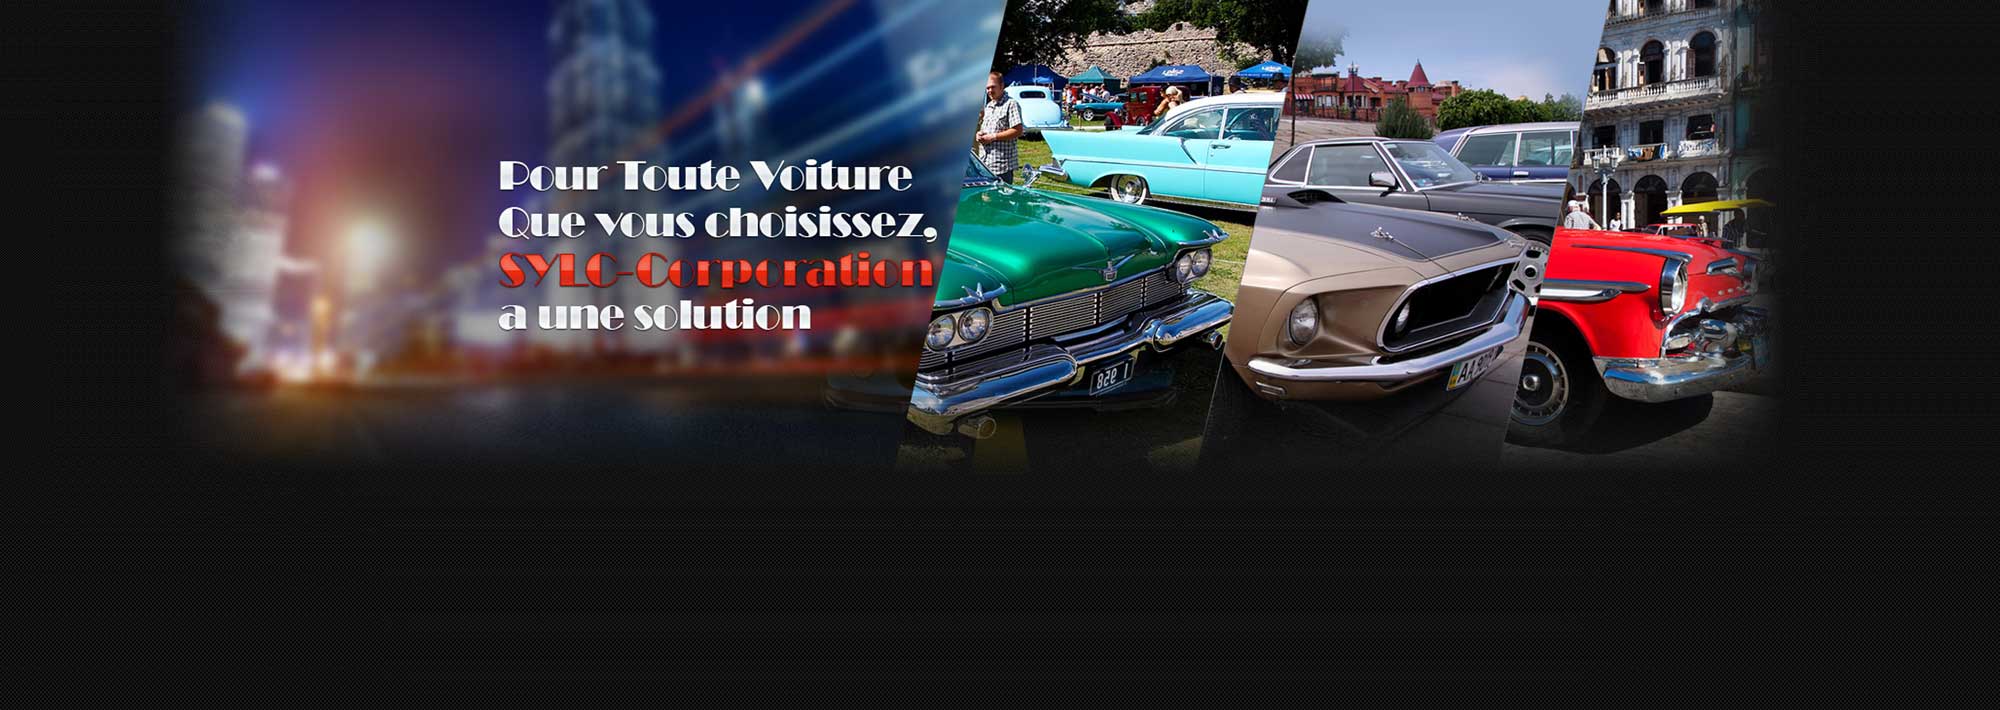 Pour Toute Voiture
Que vous choisissez,
SYLC-Corporation
a une solution